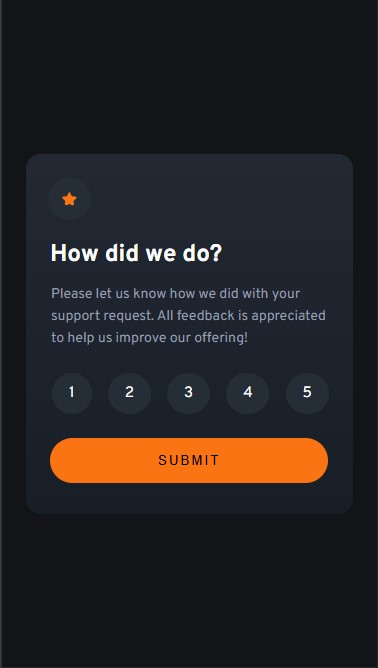 How did we do?
Please let us know how we did with your
support request. All feedback is appreciated
to help us improve our offering!
1 2 3 4 5
SUBMIT